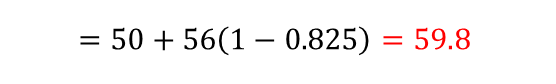 = 50 + 56(1 − 0.825) = 59.8